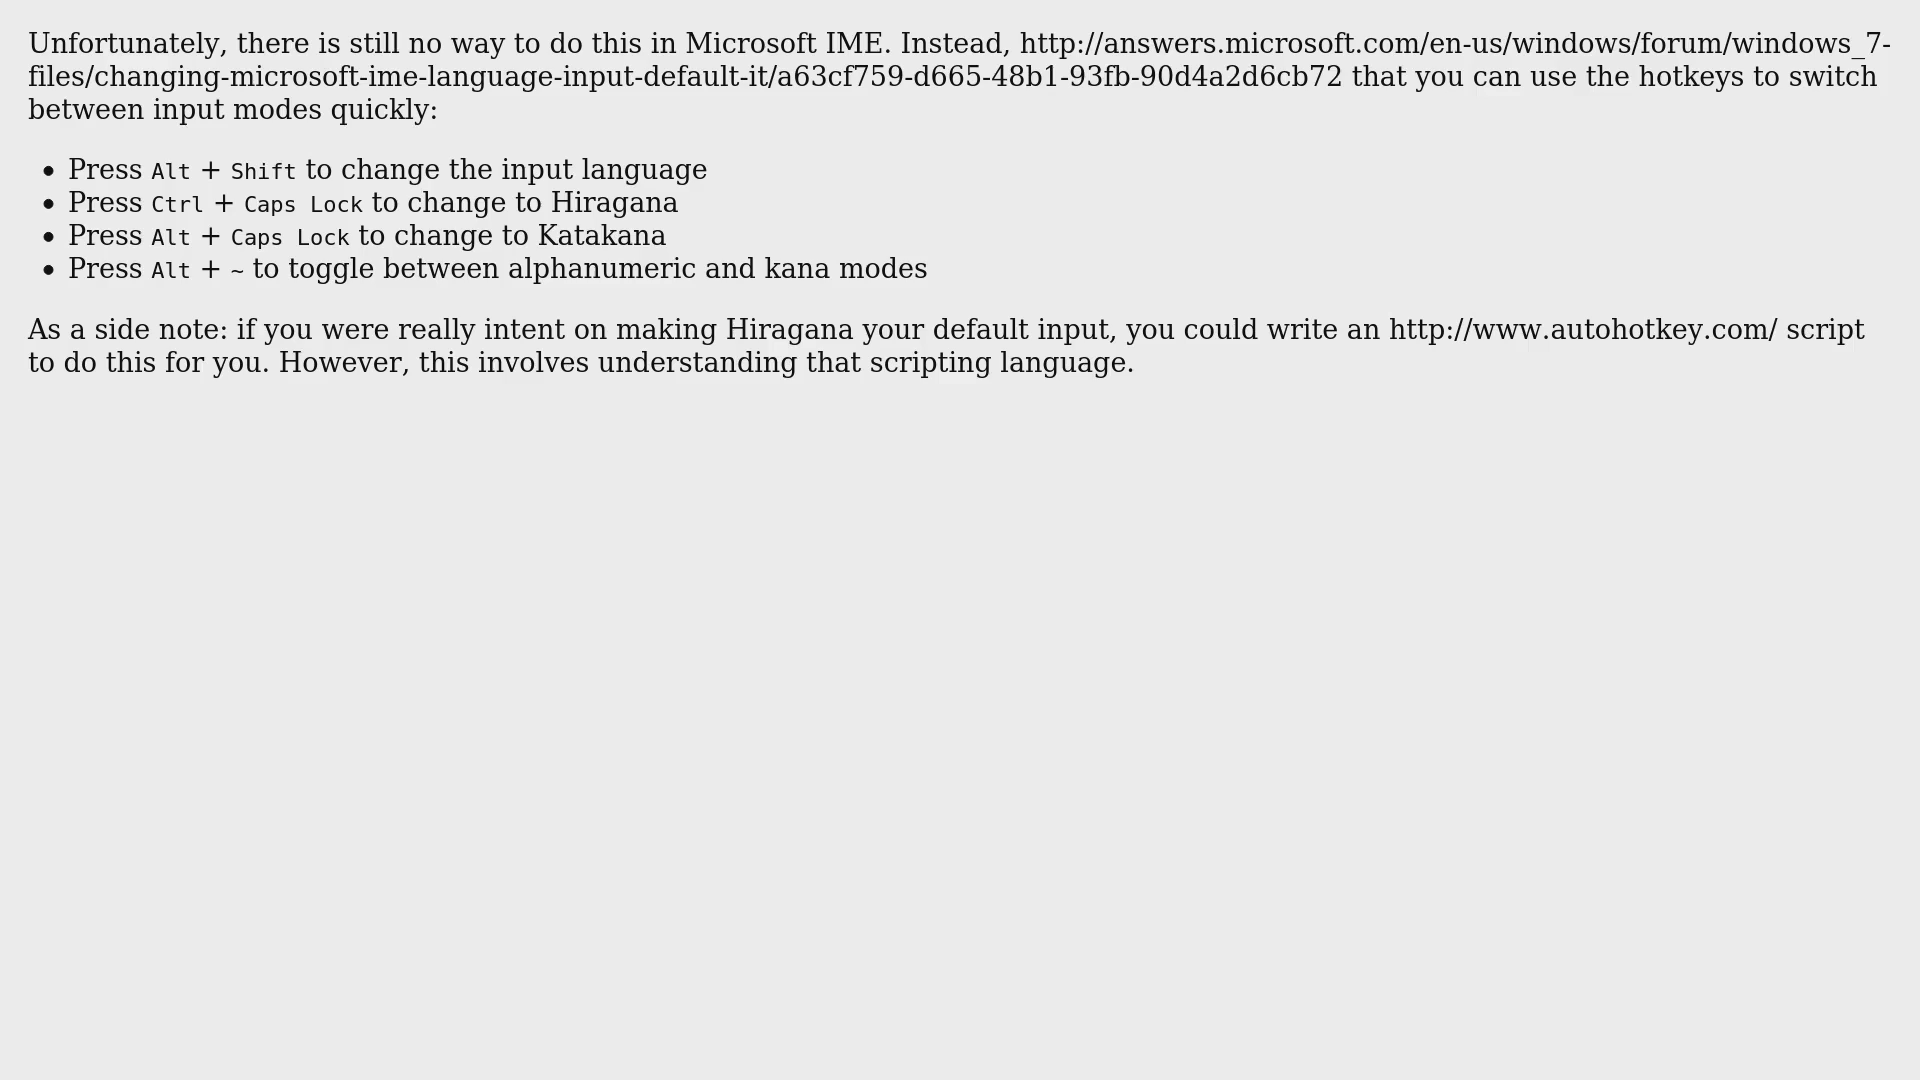 Unfortunately, there is still no way to do this in Microsoft IME. Instead, http://answers.microsoft.com/en-us/windows/forum/windows_7-
files/changing-microsoft-ime-language-input-default-it/a63cf759-d665-48b1-93fb-90d4a2d6cb72 that you can use the hotkeys to switch
between input modes quickly:
• Press Alt + Shift to change the input language
• Press Ctrl + Caps Lock to change to Hiragana
• Press Alt + Caps Lock to change to Katakana
• Press Alt + ~ to toggle between alphanumeric and kana modes
As a side note: if you were really intent on making Hiragana your default input, you could write an http://www.autohotkey.com/ script
to do this for you. However, this involves understanding that scripting language.